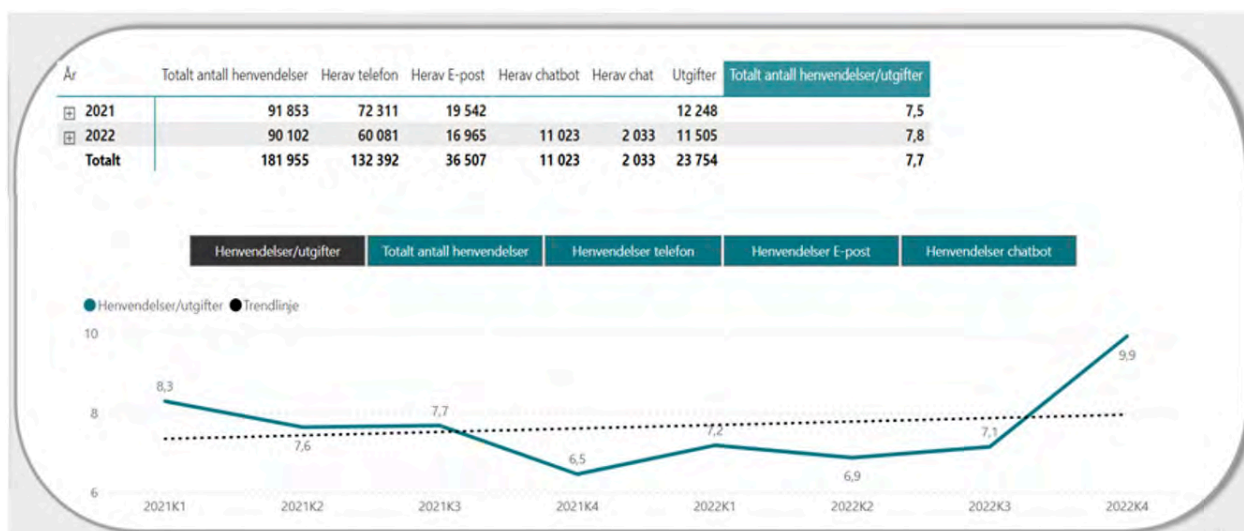 År Totalt antall henvendelser Herav telefon Herav E-post Herav chatbot Herav chat Utgifter Totalt antall henvendelser/utgifter
2021 91 853 72 311 19 542 12 248 7,5
2022 90 102 60 081 16 965 11 023 2 033 11 505 7,8
Totalt 181 955 132 392 36 507 11 023 2 033 23 754 7,7
Henvendelser/utgifter Totalt antall henvendelser Henvendelser telefon Henvendelser E-post Henvendelser chatbot
Henvendelser/utgifter Trendlinje
10
8
6
8,3
7,6
7,7
6,5
7,2
6,9
7,1
9,9
2021K1 2021K2 2021K3 2021K4 2022K1 2022K2 2022K3 2022K4